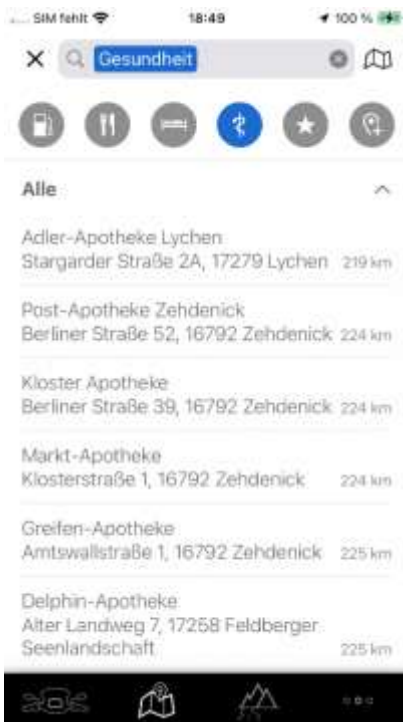 SIM fehlt
18:49
100 %
Gesundheit
Alle
Adler-Apotheke Lychen
Stargarder Straße 2A, 17279 Lychen 219 km
Post-Apotheke Zehdenick
Berliner Straße 52, 16792 Zehdenick 224 km
Kloster Apotheke
Berliner Straße 39, 16792 Zehdenick 224 km
Markt-Apotheke
Klosterstraße 1, 16792 Zehdenick 224 km
Greifen-Apotheke
Amtswallstraße 1, 16792 Zehdenick 225 km
Delphin-Apotheke
Alter Landweg 7, 17258 Feldberger
Seenlandschaft 225 km